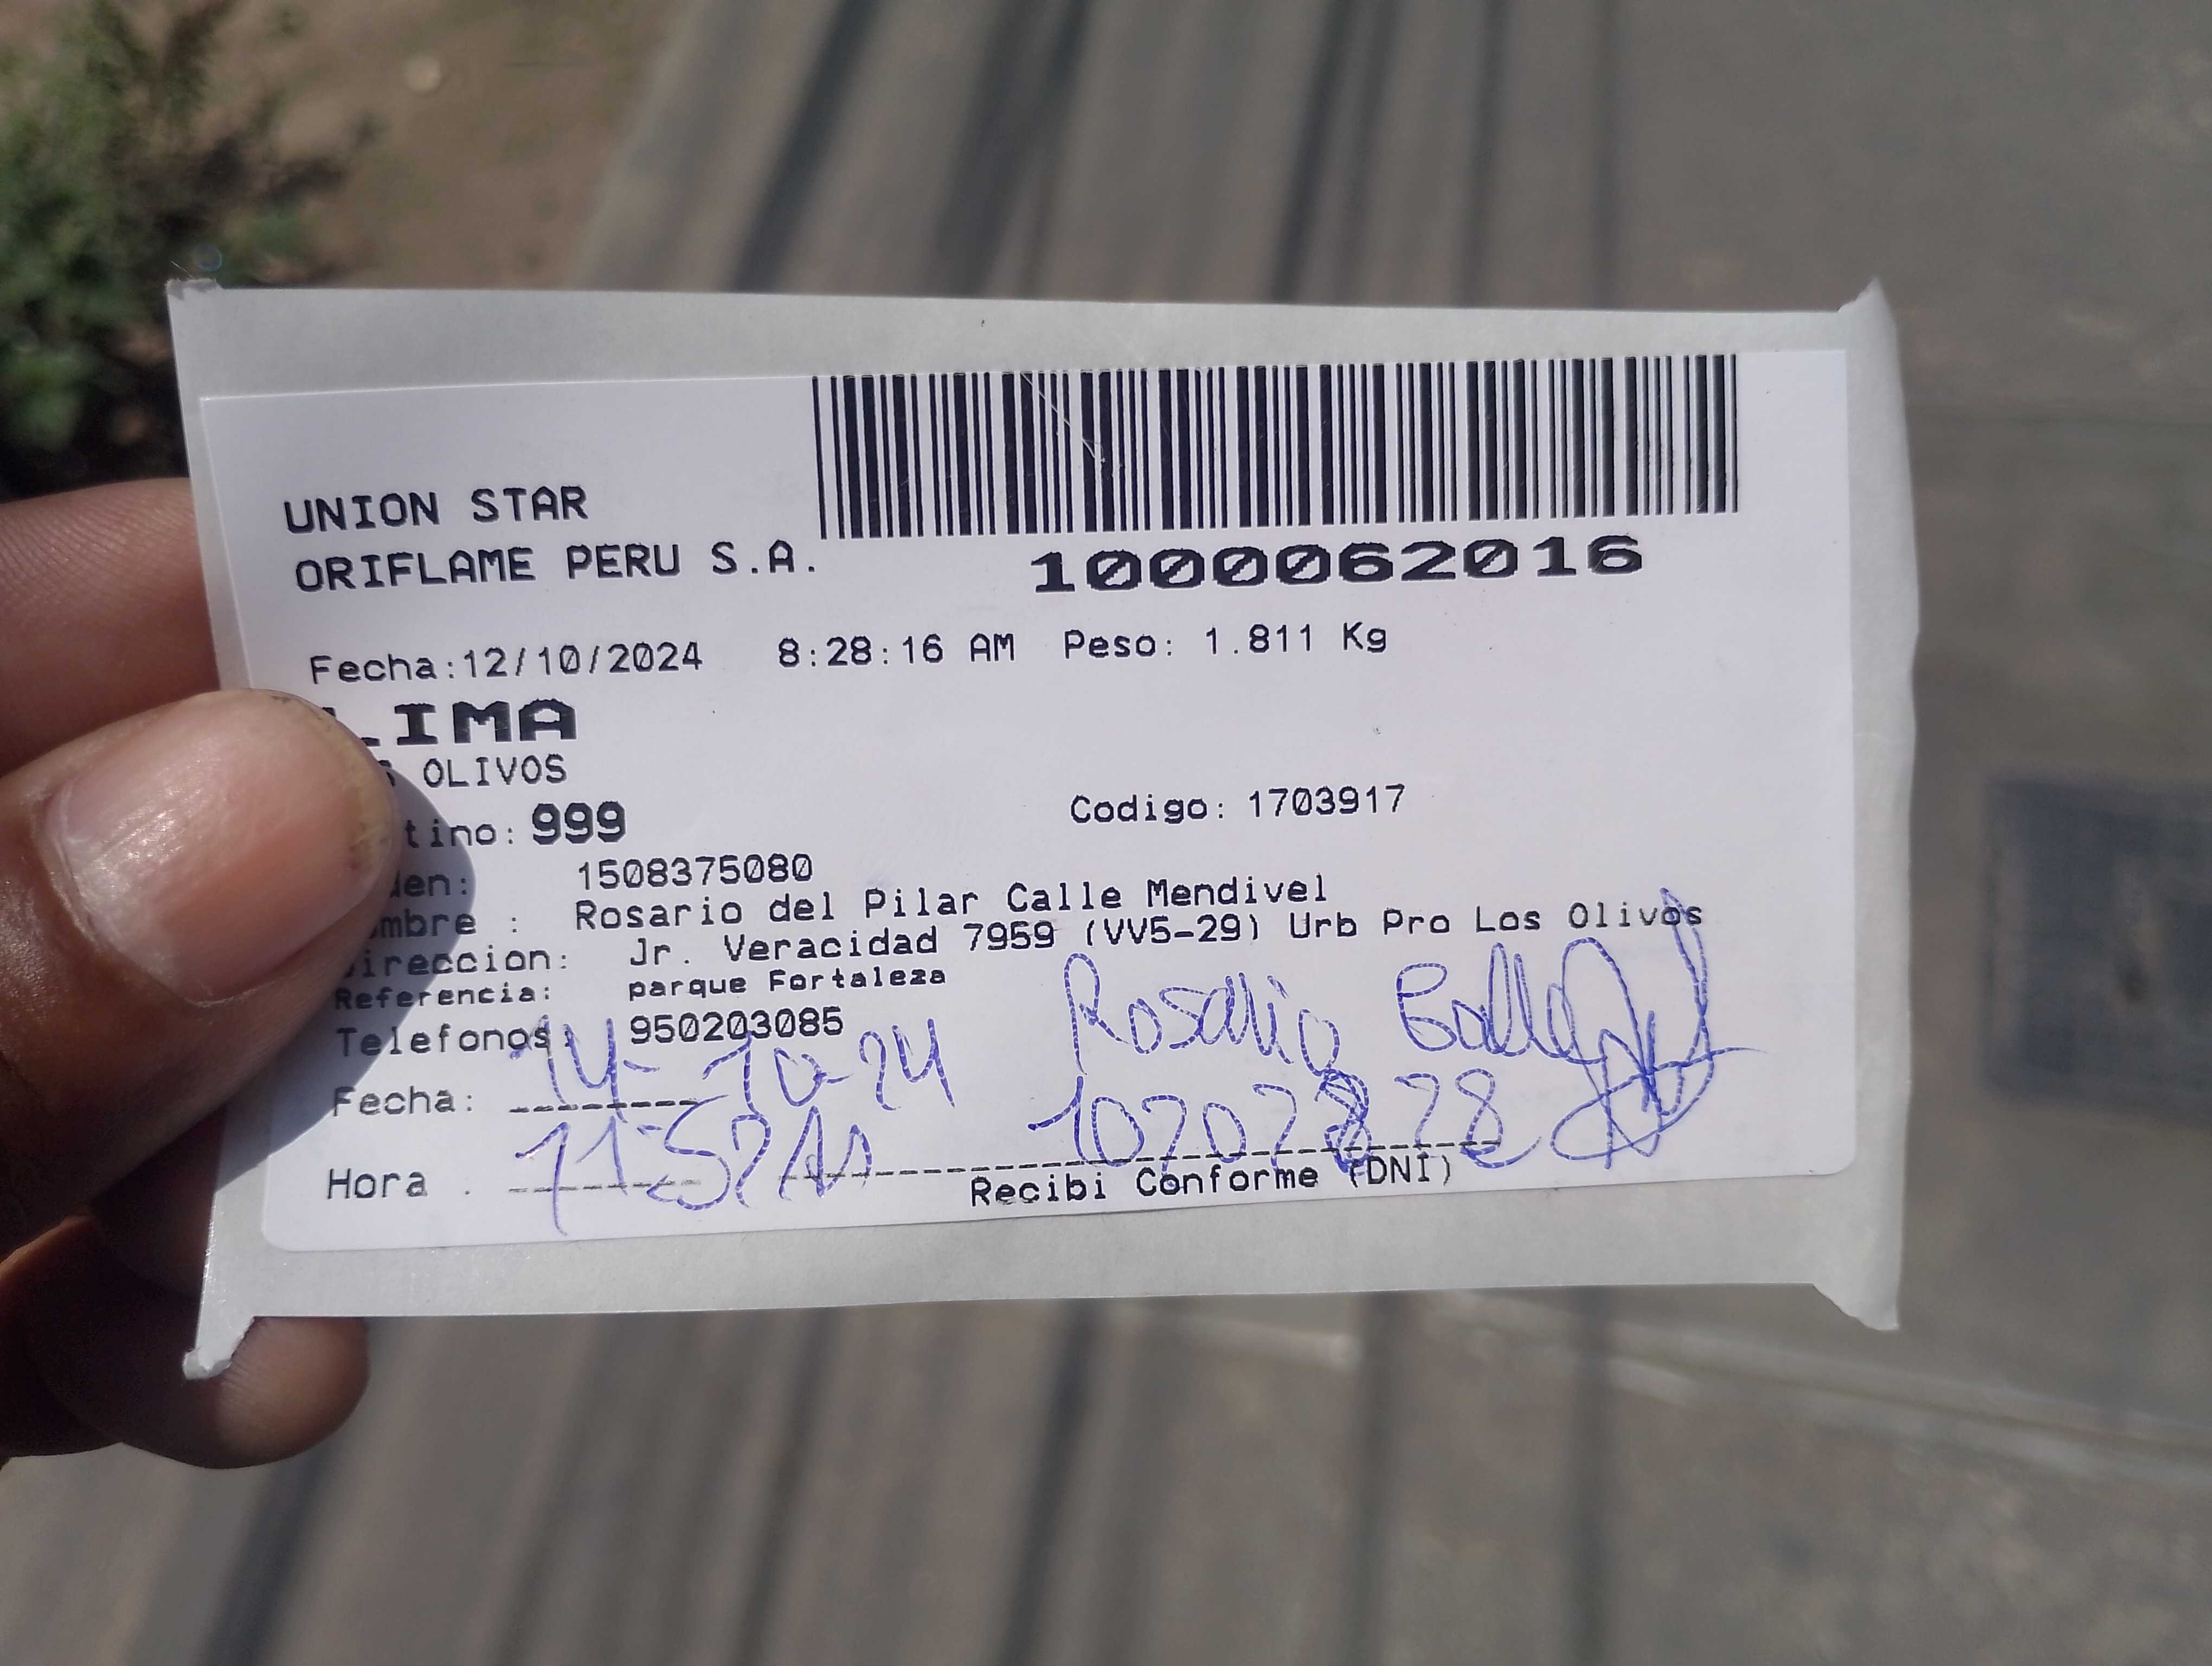 UNION STAR
ORIFLAME PERU S.A.
1000062016
Fecha:12/10/2024 8:28:16 AM Peso: 1.811 Kg
LIMA
OLIVOS
tino: 999 Codigo: 1703917
den: 1508375080
mbre : Rosario del Pilar Calle Mendivel
Direccion: Jr. Veracidad 7959 (VV5-29) Urb Pro Los Olivos
Referencia: parque Fortaleza
Telefonos: 950203085
Rosario Calle
Fecha: 14-10-24
Hora :
Recibi Conforme (DNI)